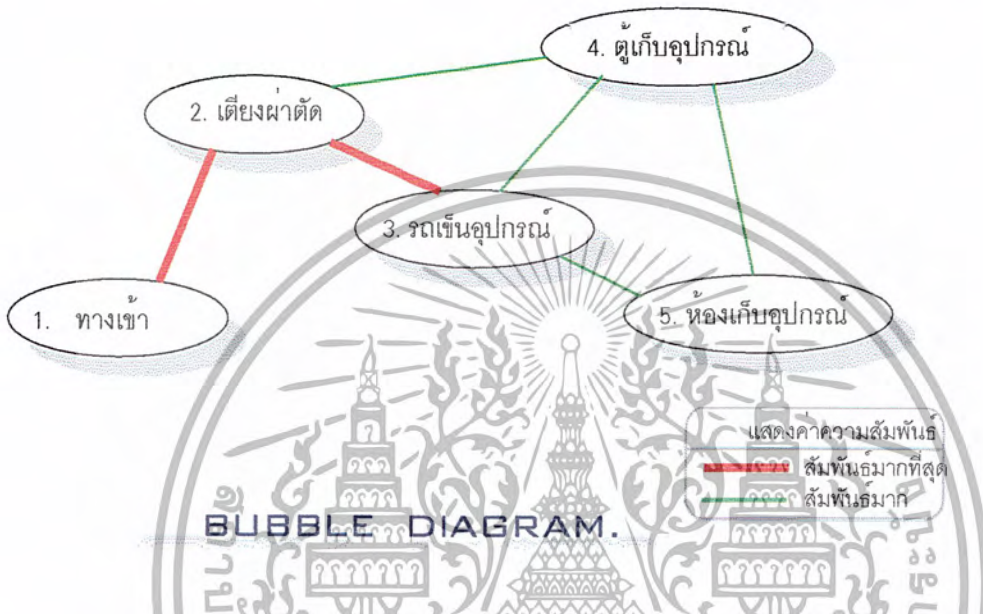 4. ตู้เก็บอุปกรณ์
2. เตียงผ่าตัด
3. รถเข็นอุปกรณ์
1. ทางเข้า
5. ห้องเก็บอุปกรณ์
แสดงค่าความสัมพันธ์
สัมพันธ์มากที่สุด
สัมพันธ์มาก
BUBBLE DIAGRAM.